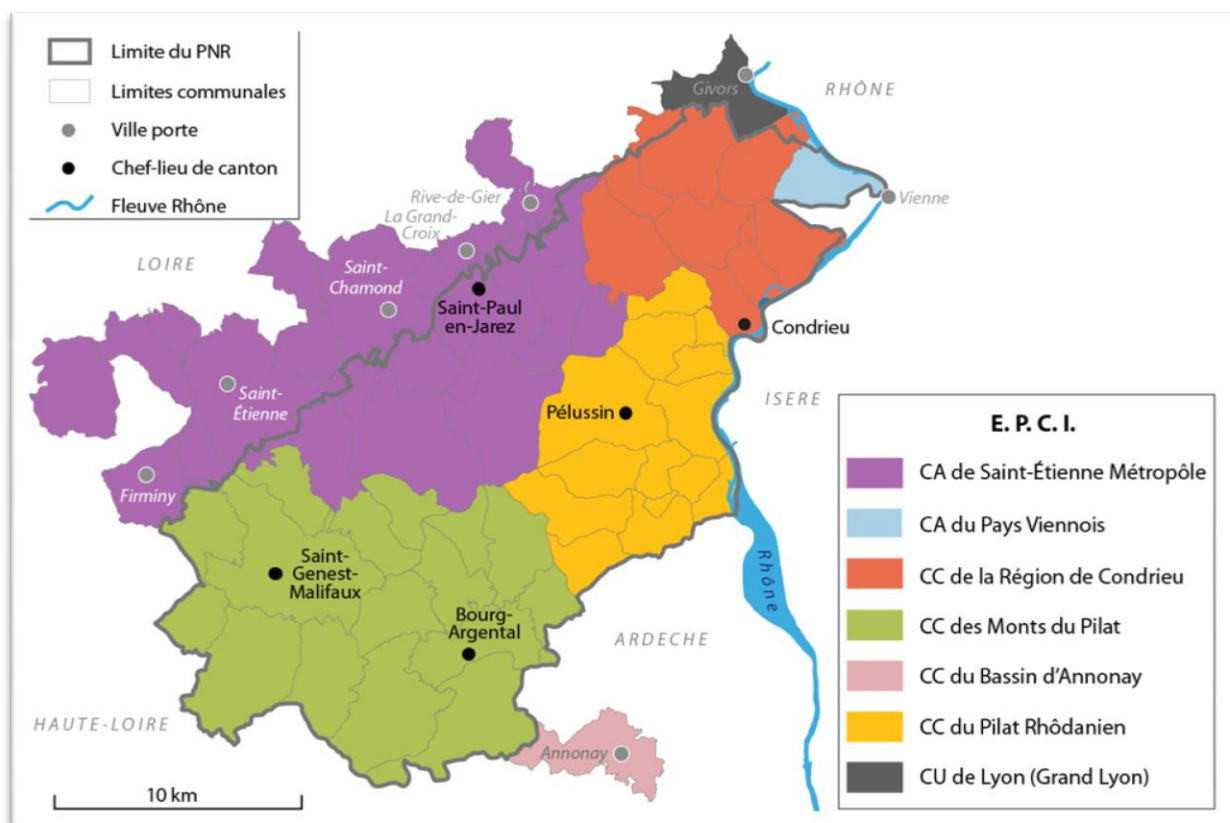 Limite du PNR
Limites communales
Ville porte
Chef-lieu de canton
Fleuve Rhône
Givors
RHÔNE
Rive-de-Gier
La Grand-
Croix
Vienne
LOIRE
Saint-
Chamond
Saint-Paul
en-Jarez
Condrieu
Saint-
Étienne
Pélussin
ISERE
Firminy
Saint-
Genest-
Malifaux
Bourg-
Argental
Rhône
ARDECHE
HAUTE-LOIRE
Annonay
10 km
E. P. C. I.
CA de Saint-Étienne Métropôle
CA du Pays Viennois
CC de la Région de Condrieu
CC des Monts du Pilat
CC du Bassin d'Annonay
CC du Pilat Rhôdanien
CU de Lyon (Grand Lyon)